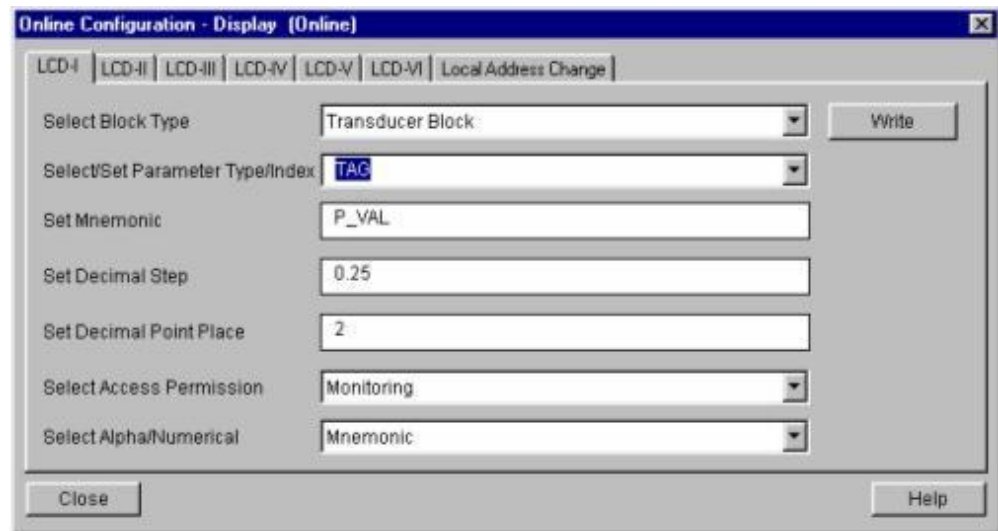 Online Configuration - Display (Online)
LCD-I LCD-II LCD-III LCD-IV LCD-V LCD-VI Local Address Change
Select Block Type Transducer Block Write
Select/Set Parameter Type/Index TAG
Set Mnemonic P_VAL
Set Decimal Step 0.25
Set Decimal Point Place 2
Select Access Permission Monitoring
Select Alpha/Numerical Mnemonic
Close Help